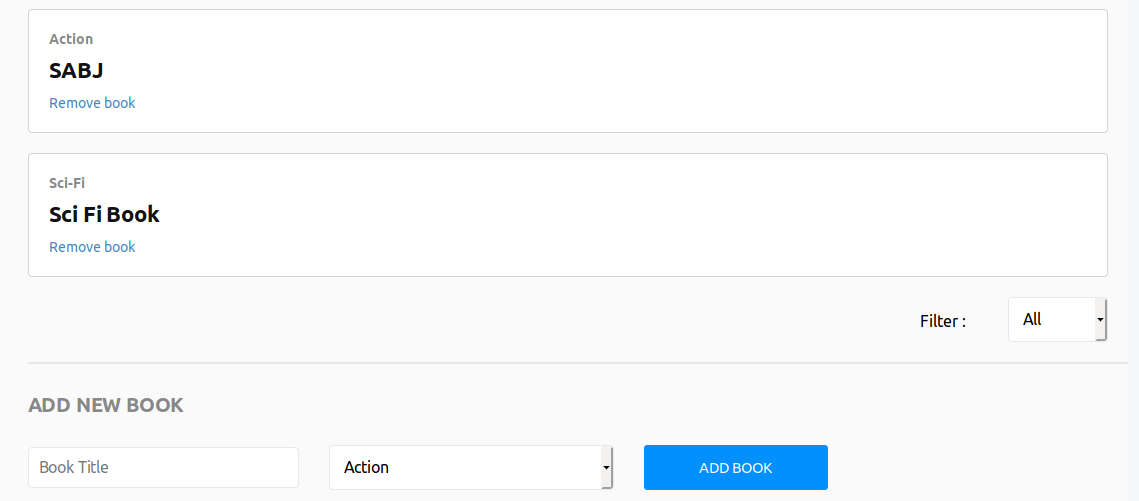 Action
SABJ
Remove book
Sci-Fi
Sci Fi Book
Remove book
Filter : All
ADD NEW BOOK
Book Title Action ADD BOOK